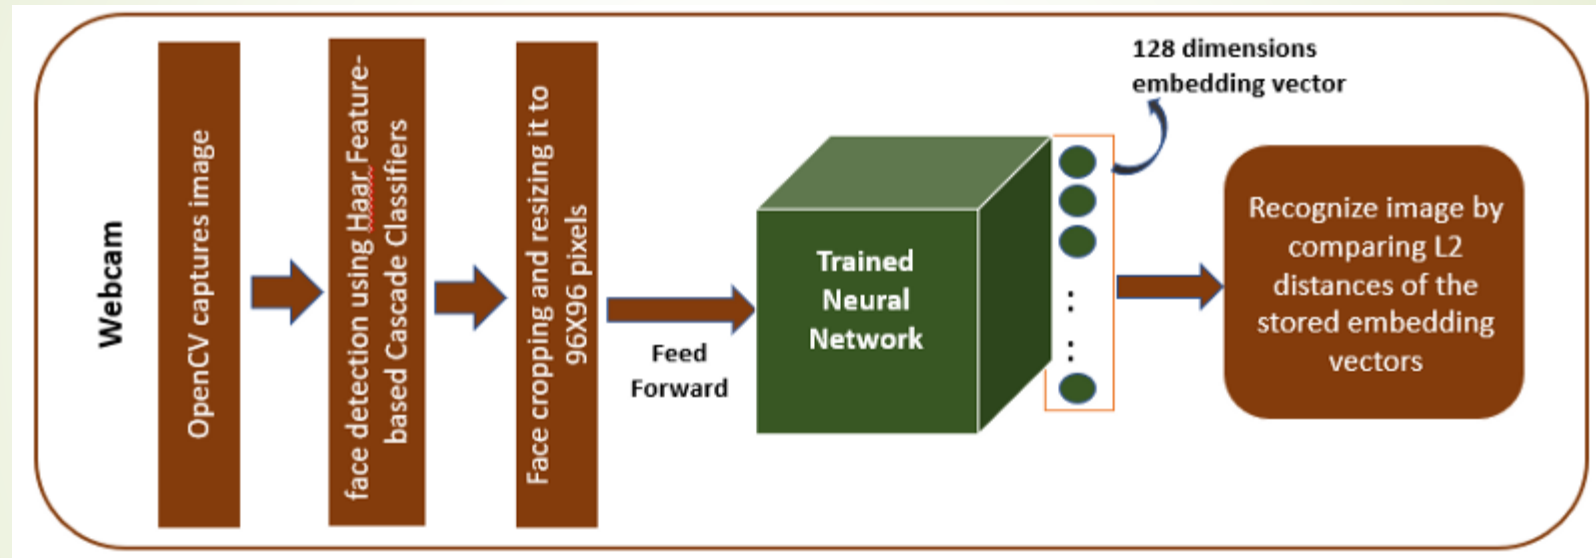 Webcam
OpenCV captures image
face detection using Haar Feature-
based Cascade Classifiers
Face cropping and resizing it to
96X96 pixels
Feed
Forward
Trained
Neural
Network
128 dimensions
embedding vector
Recognize image by
comparing L2
distances of the
stored embedding
vectors